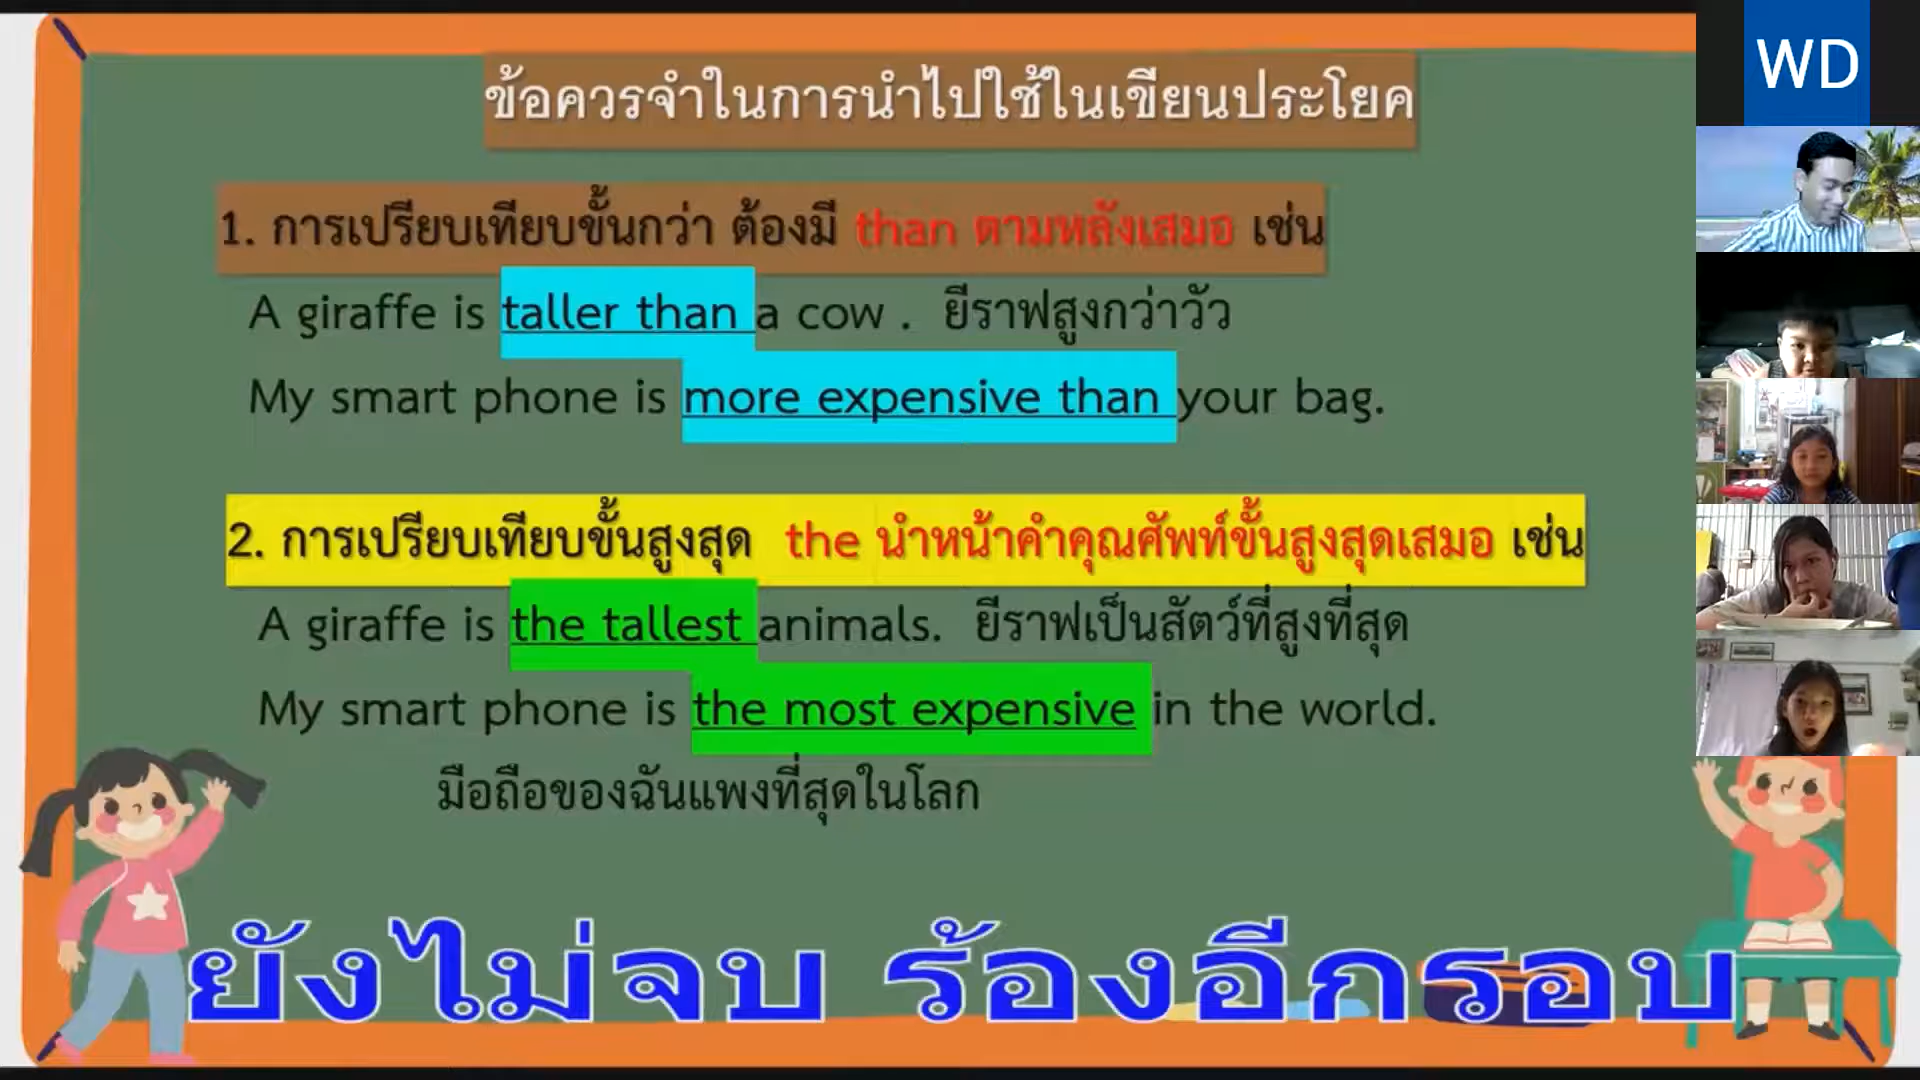 ข้อควรจำในการนำไปใช้ในเขียนประโยค
WD
1. การเปรียบเทียบขั้นกว่า ต้องมี than ตามหลังเสมอ เช่น
A giraffe is taller than a cow . ยีราฟสูงกว่าวัว
My smart phone is more expensive than your bag.
2. การเปรียบเทียบขั้นสูงสุด the นำหน้าคำคุณศัพท์ขั้นสูงสุดเสมอ เช่น
A giraffe is the tallest animals. ยีราฟเป็นสัตว์ที่สูงที่สุด
My smart phone is the most expensive in the world.
มือถือของฉันแพงที่สุดในโลก
ยังไม่จบ ร้องอีกรอบ